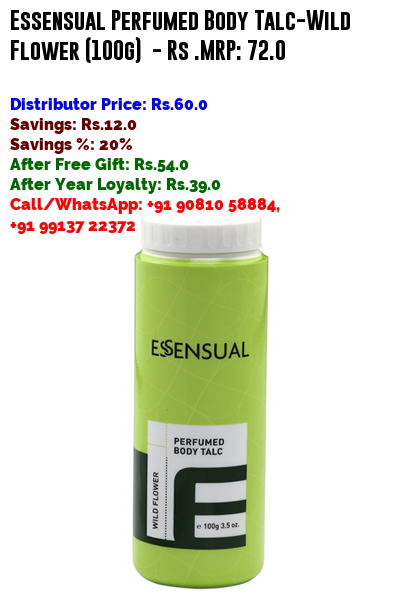 Essensual Perfumed Body Talc-Wild
Flower (100g)  - Rs .MRP: 72.0
Distributor Price: Rs.60.0
Savings: Rs.12.0
Savings %: 20%
After Free Gift: Rs.54.0
After Year Loyalty: Rs.39.0
Call/WhatsApp: +91 90810 58884,
+91 99137 22372
ESSENSUAL
PERFUMED
BODY TALC
WILD FLOWER
e 100g 3.5 oz.